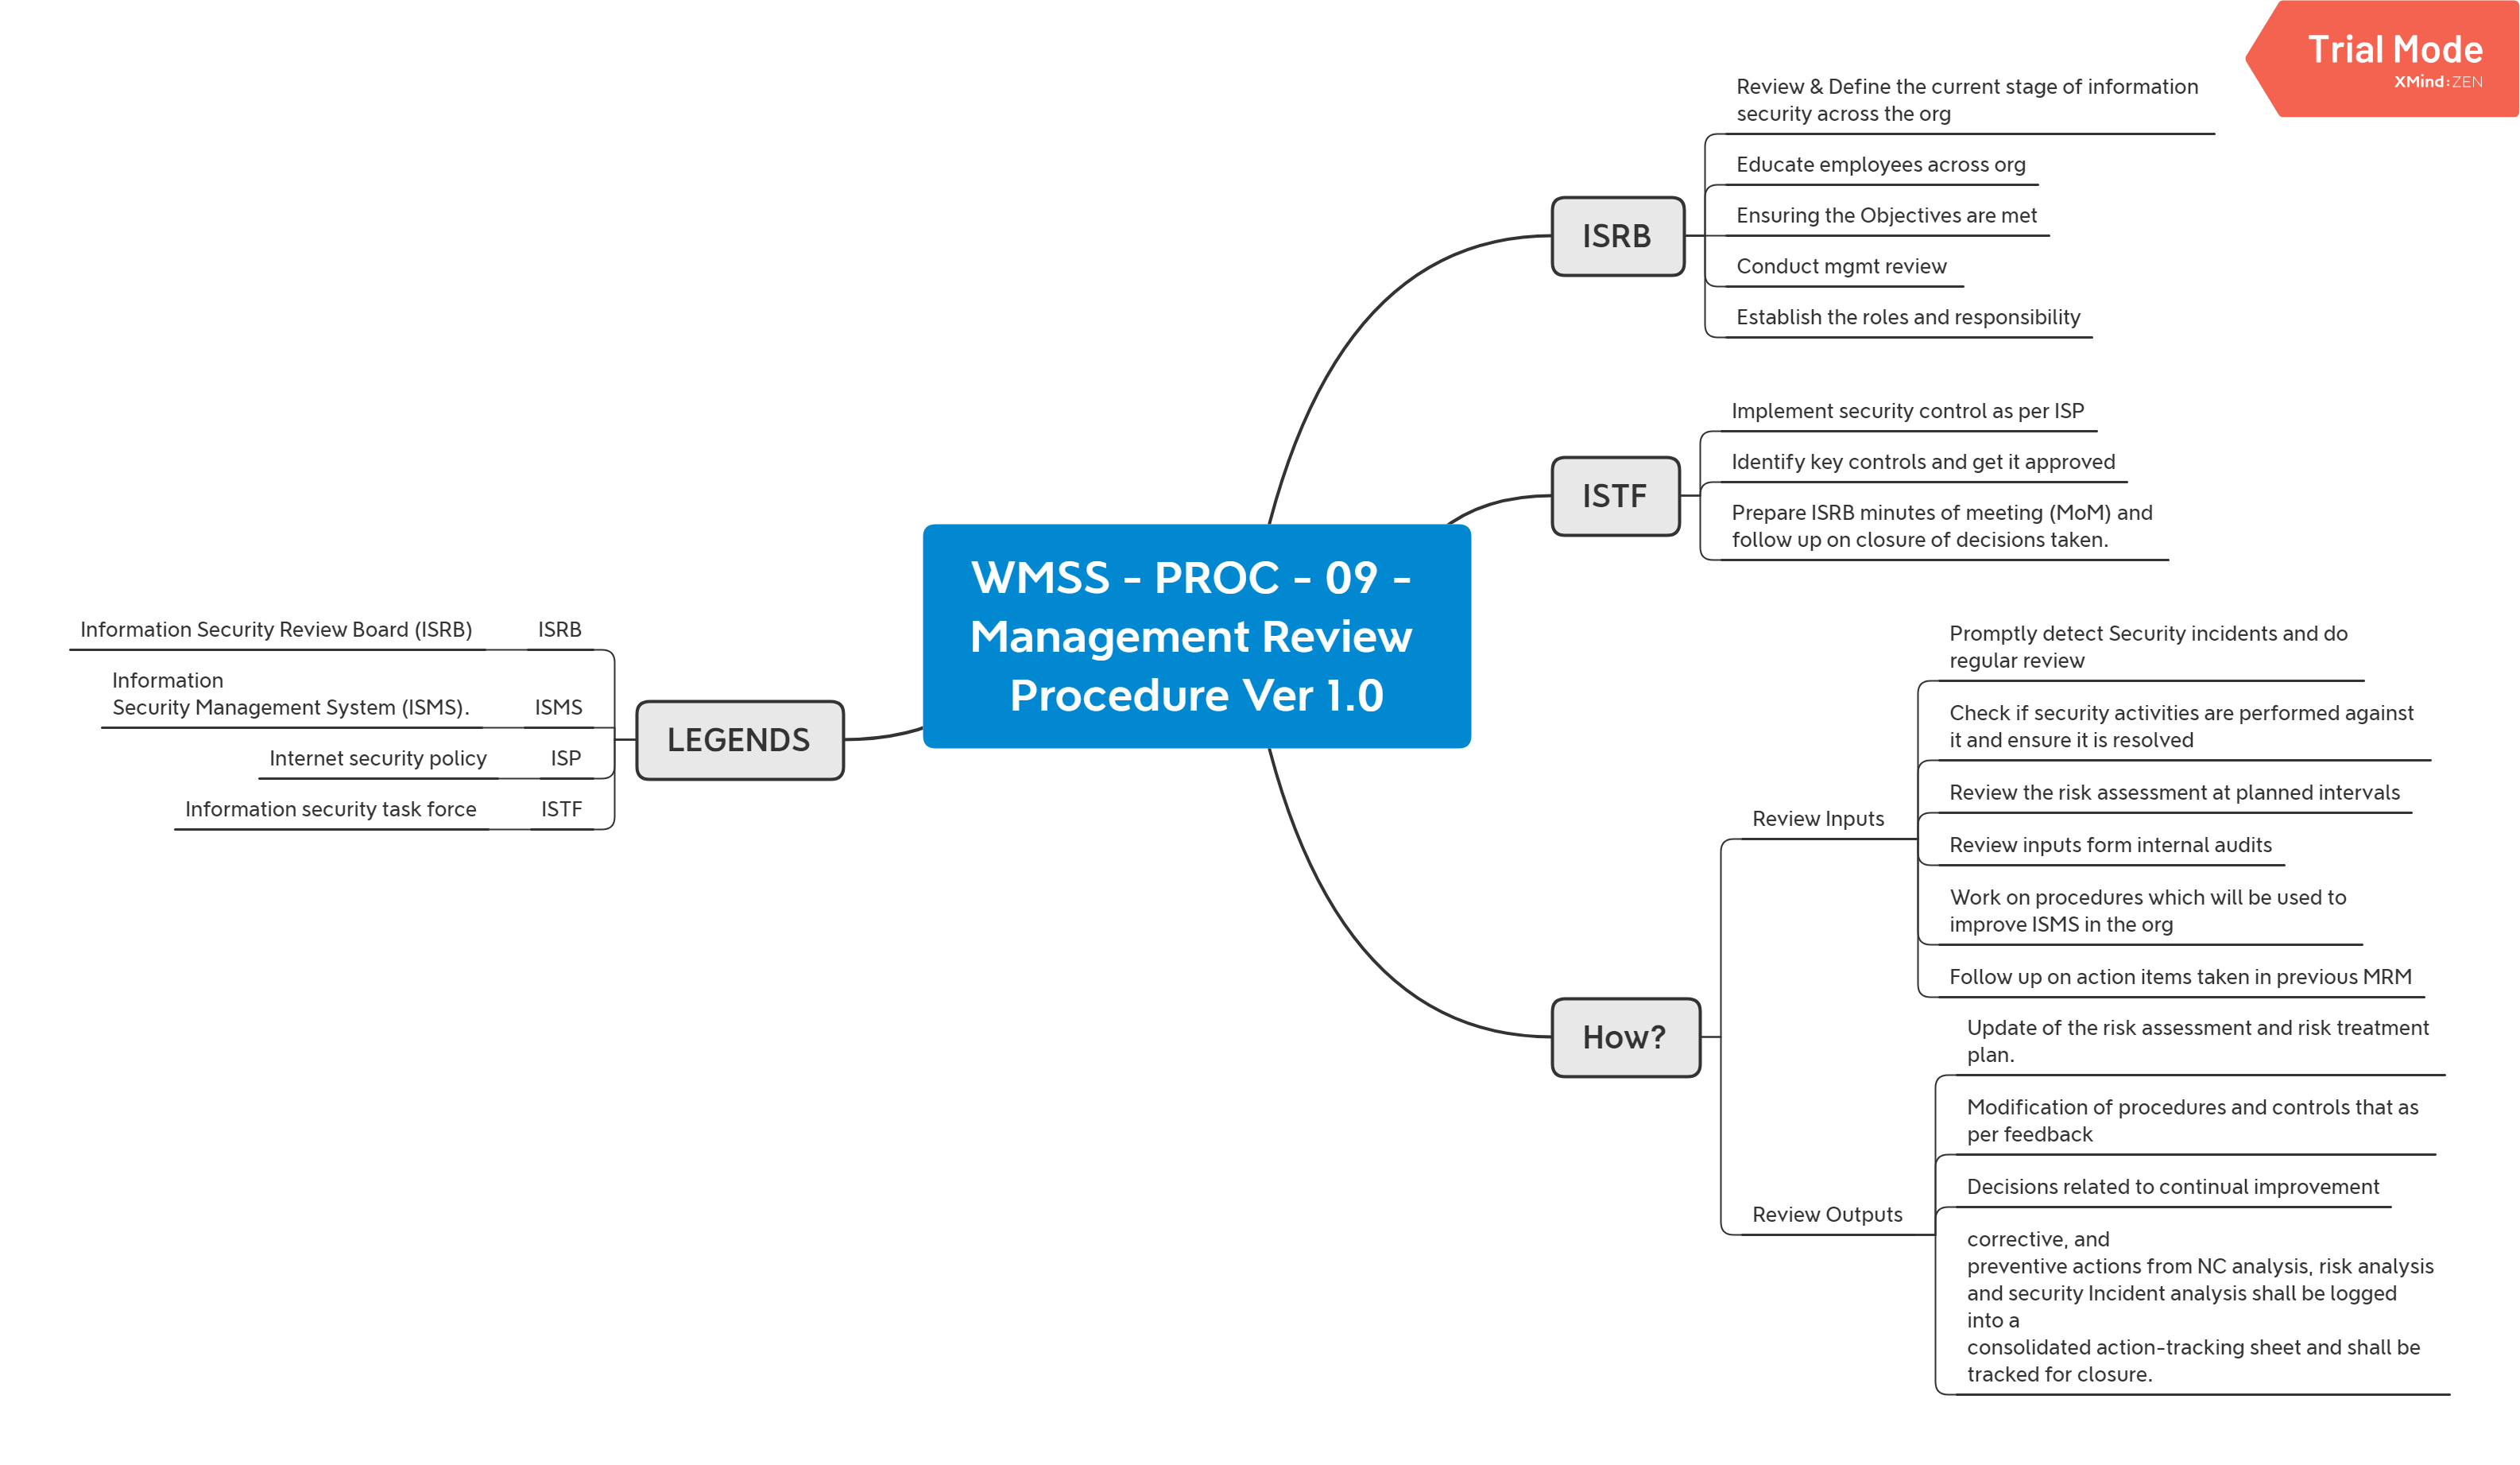 Trial Mode
XMind:ZEN
WMSS - PROC - 09 -
Management Review
Procedure Ver 1.0
ISRB
Review & Define the current stage of information
security across the org
Educate employees across org
Ensuring the Objectives are met
Conduct mgmt review
Establish the roles and responsibility
ISTF
Implement security control as per ISP
Identify key controls and get it approved
Prepare ISRB minutes of meeting (MoM) and
follow up on closure of decisions taken.
How?
Review Inputs
Promptly detect Security incidents and do
regular review
Check if security activities are performed against
it and ensure it is resolved
Review the risk assessment at planned intervals
Review inputs form internal audits
Work on procedures which will be used to
improve ISMS in the org
Follow up on action items taken in previous MRM
Review Outputs
Update of the risk assessment and risk treatment
plan.
Modification of procedures and controls that as
per feedback
Decisions related to continual improvement
corrective, and
preventive actions from NC analysis, risk analysis
and security Incident analysis shall be logged
into a
consolidated action-tracking sheet and shall be
tracked for closure.
LEGENDS
ISRB
Information Security Review Board (ISRB)
ISMS
Information
Security Management System (ISMS).
ISP
Internet security policy
ISTF
Information security task force